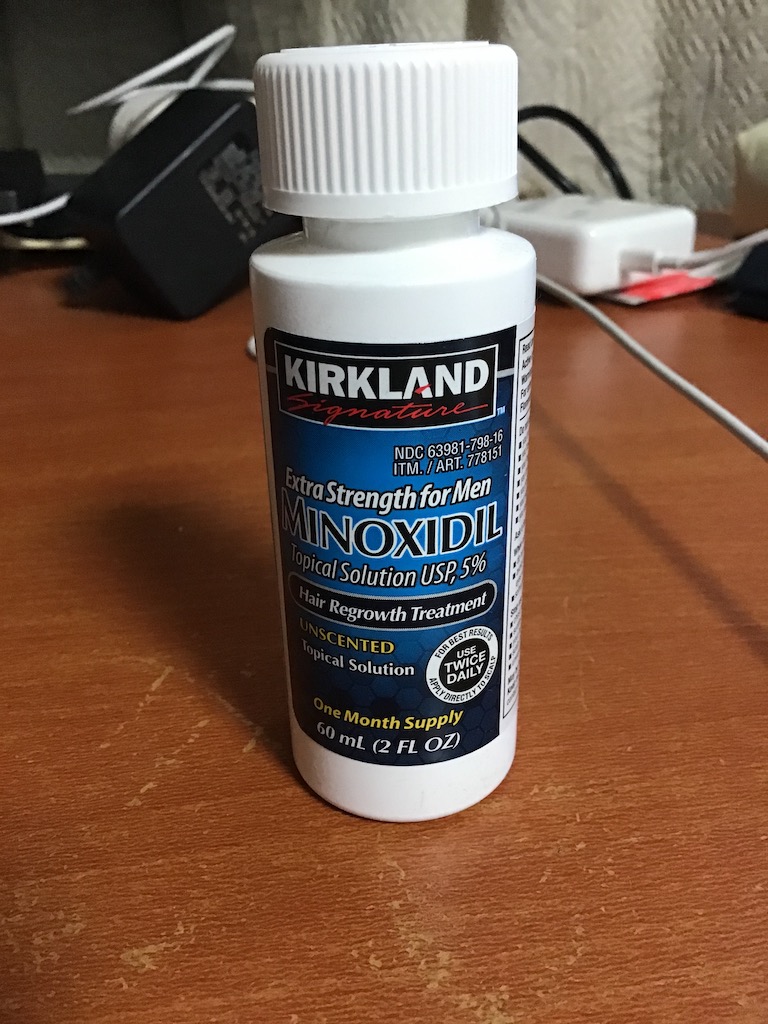 KIRKLAND
Signature™
NDC 63981-798-16
ITM. / ART. 778151
Extra Strength for Men
MINOXIDIL
Topical Solution USP, 5%
Hair Regrowth Treatment
UNSCENTED
Topical Solution
FOR BEST RESULTS
USE
TWICE
DAILY
APPLY DIRECTLY TO SCALP
One Month Supply
60 mL (2 FL OZ)